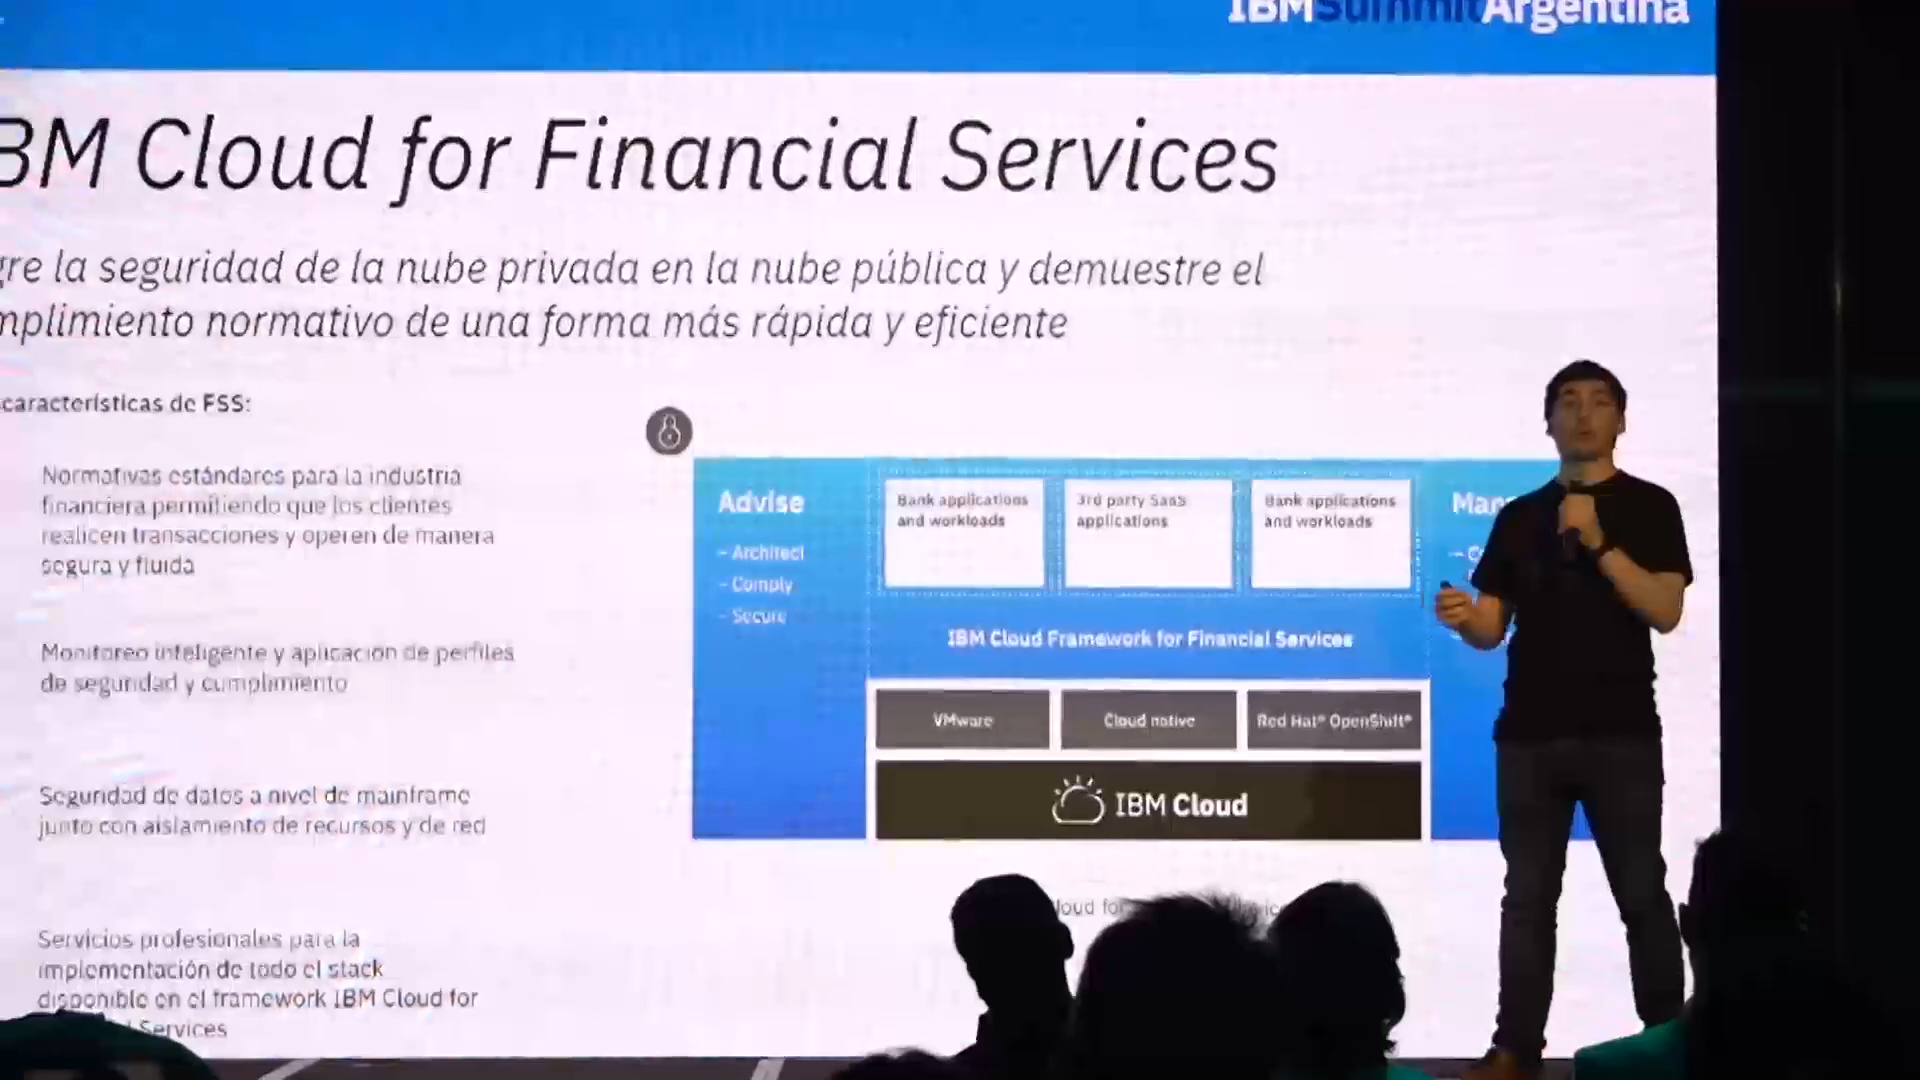 IBMSummitArgentina
BM Cloud for Financial Services
gre la seguridad de la nube privada en la nube pública y demuestre el
mplimiento normativo de una forma más rápida y eficiente
características de FSS:
Normativas estándares para la industria
financiera permitiendo que los clientes
realicen transacciones y operen de manera
segura y fluida
Monitoreo inteligente y aplicación de perfiles
de seguridad y cumplimiento
Seguridad de datos a nivel de mainframe
junto con aislamiento de recursos y de red
Servicios profesionales para la
implementación de todo el stack
disponible en el framework IBM Cloud for
Services
Advise
– Architect
– Comply
– Secure
Bank applications
and workloads
3rd party SaaS
applications
Bank applications
and workloads
IBM Cloud Framework for Financial Services
VMware
Cloud native
Red Hat® OpenShift®
IBM Cloud
Man
loud for